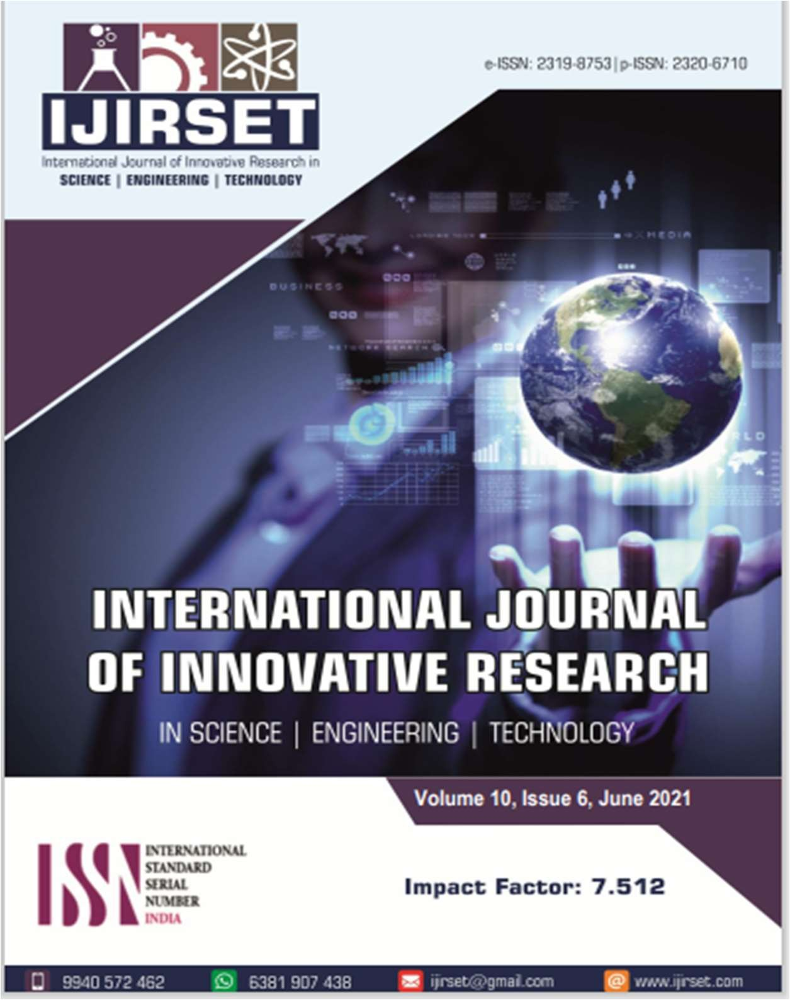 e-ISSN: 2319-8753|p-ISSN: 2320-6710
IJIRSET
International Journal of Innovative Research in
SCIENCE | ENGINEERING | TECHNOLOGY
MEDIA
BUSINESS
NETWORK SEARCH
INTERNATIONAL JOURNAL
OF INNOVATIVE RESEARCH
IN SCIENCE | ENGINEERING | TECHNOLOGY
Volume 10, Issue 6, June 2021
ISSN
INTERNATIONAL
STANDARD
SERIAL
NUMBER
INDIA
Impact Factor: 7.512
9940 572 462
6381 907 438
ijirset@gmail.com
www.ijirset.com